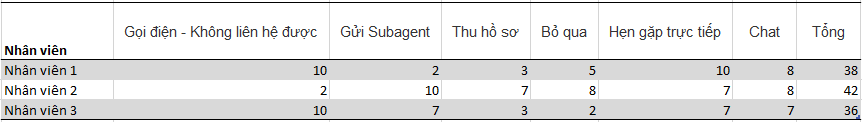 Nhân viên Gọi điện - Không liên hệ được Gửi Subagent Thu hồ sơ Bỏ qua Hẹn gặp trực tiếp Chat Tổng
Nhân viên 1 10 2 3 5 10 8 38
Nhân viên 2 2 10 7 8 7 8 42
Nhân viên 3 10 7 3 2 7 7 36